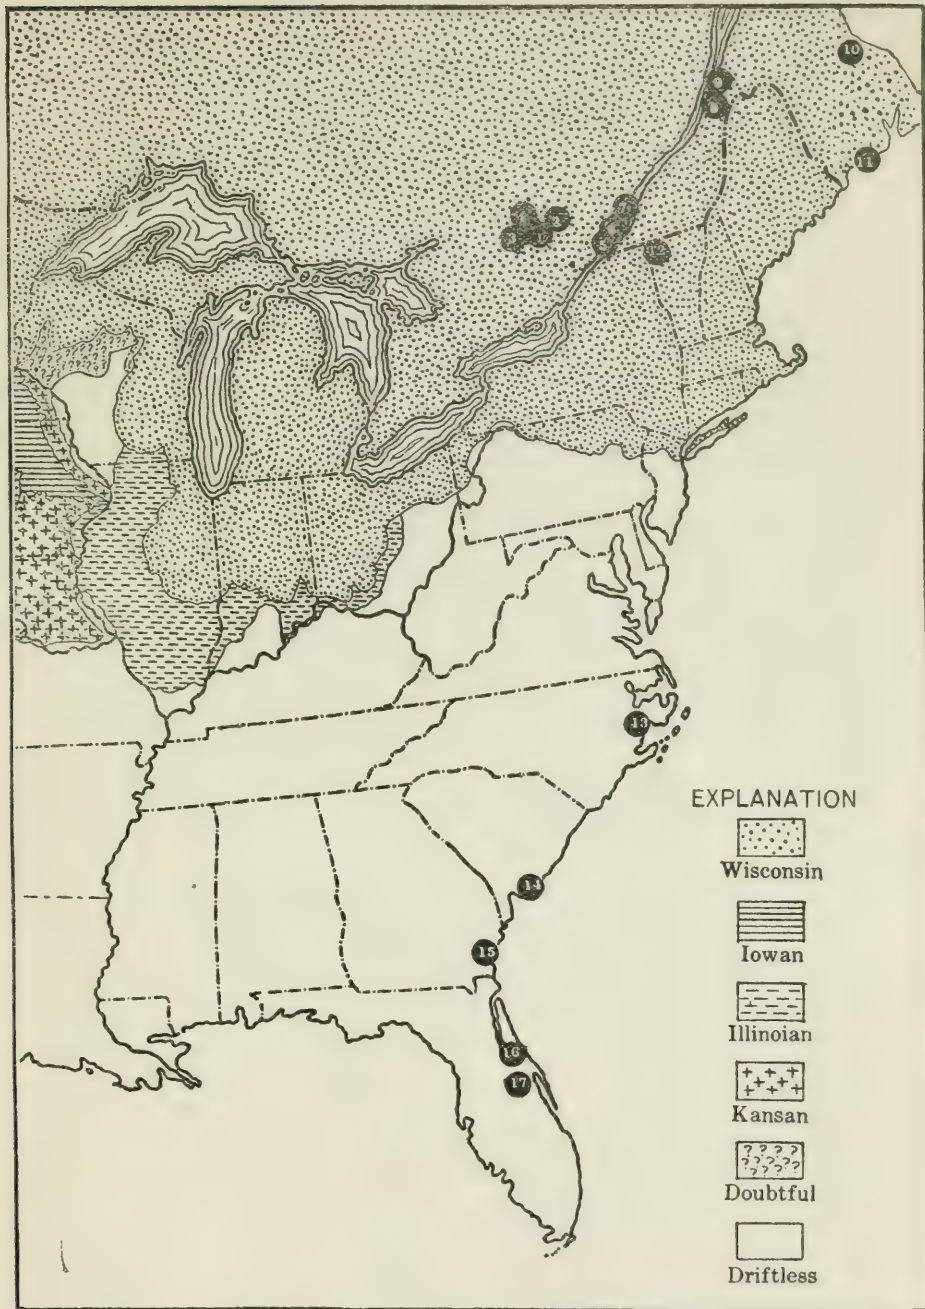 10
11
13
14
15
16
17
EXPLANATION
Wisconsin
Iowan
Illinoian
Kansan
Doubtful
Driftless